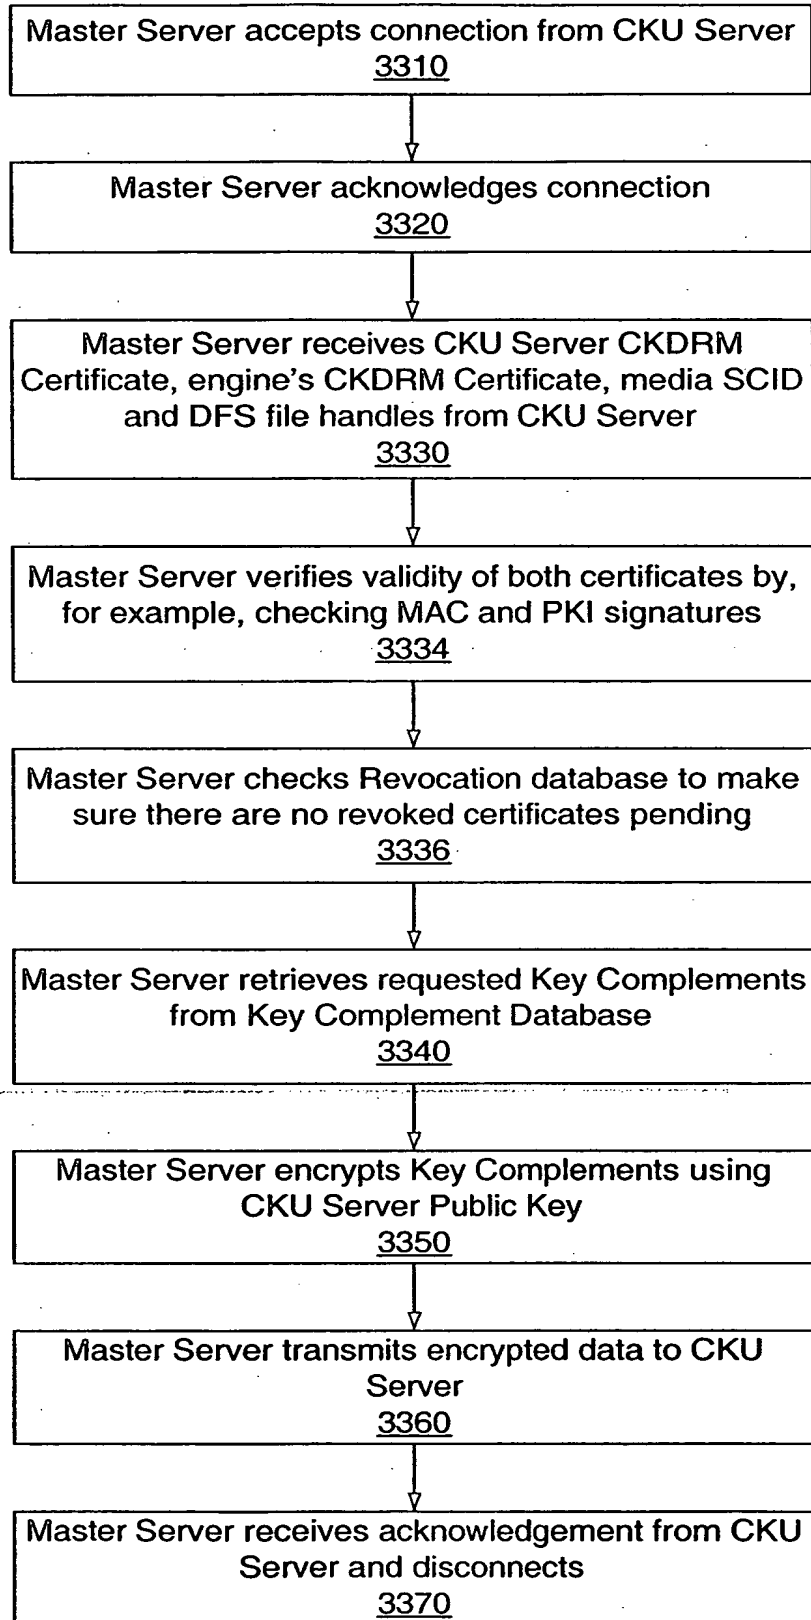 Master Server accepts connection from CKU Server
3310
Master Server acknowledges connection
3320
Master Server receives CKU Server CKDRM
Certificate, engine's CKDRM Certificate, media SCID
and DFS file handles from CKU Server
3330
Master Server verifies validity of both certificates by,
for example, checking MAC and PKI signatures
3334
Master Server checks Revocation database to make
sure there are no revoked certificates pending
3336
Master Server retrieves requested Key Complements
from Key Complement Database
3340
Master Server encrypts Key Complements using
CKU Server Public Key
3350
Master Server transmits encrypted data to CKU
Server
3360
Master Server receives acknowledgement from CKU
Server and disconnects
3370